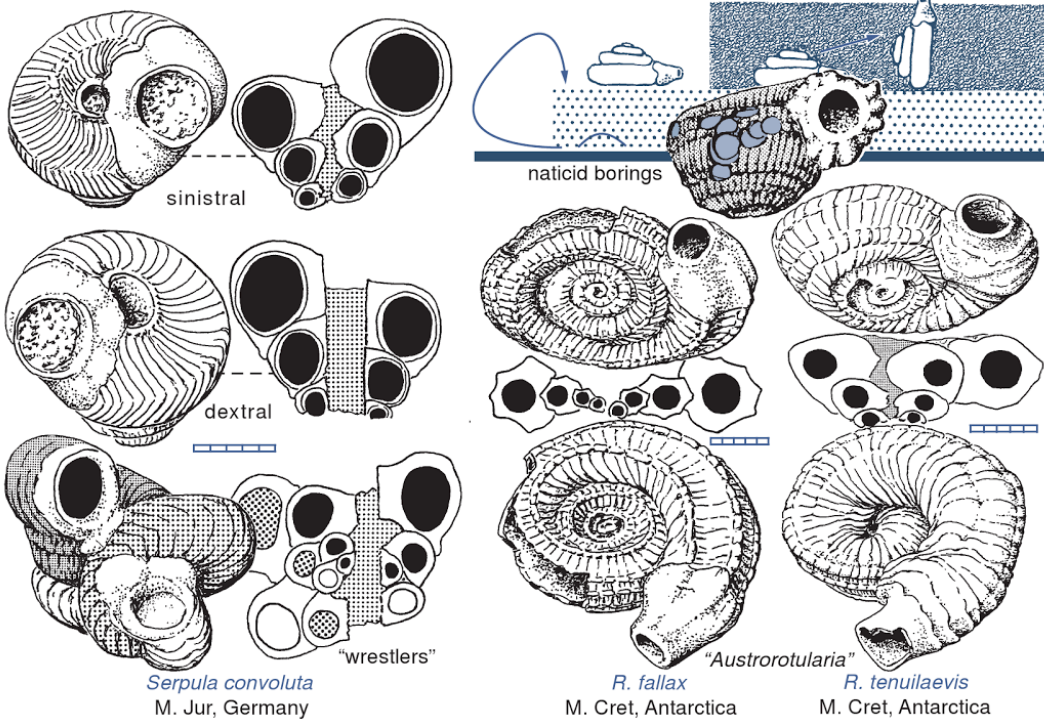 sinistral
naticid borings
dextral
"wrestlers"
"Austrorotularia"
Serpula convoluta
M. Jur, Germany
R. fallax
M. Cret, Antarctica
R. tenuilaevis
M. Cret, Antarctica